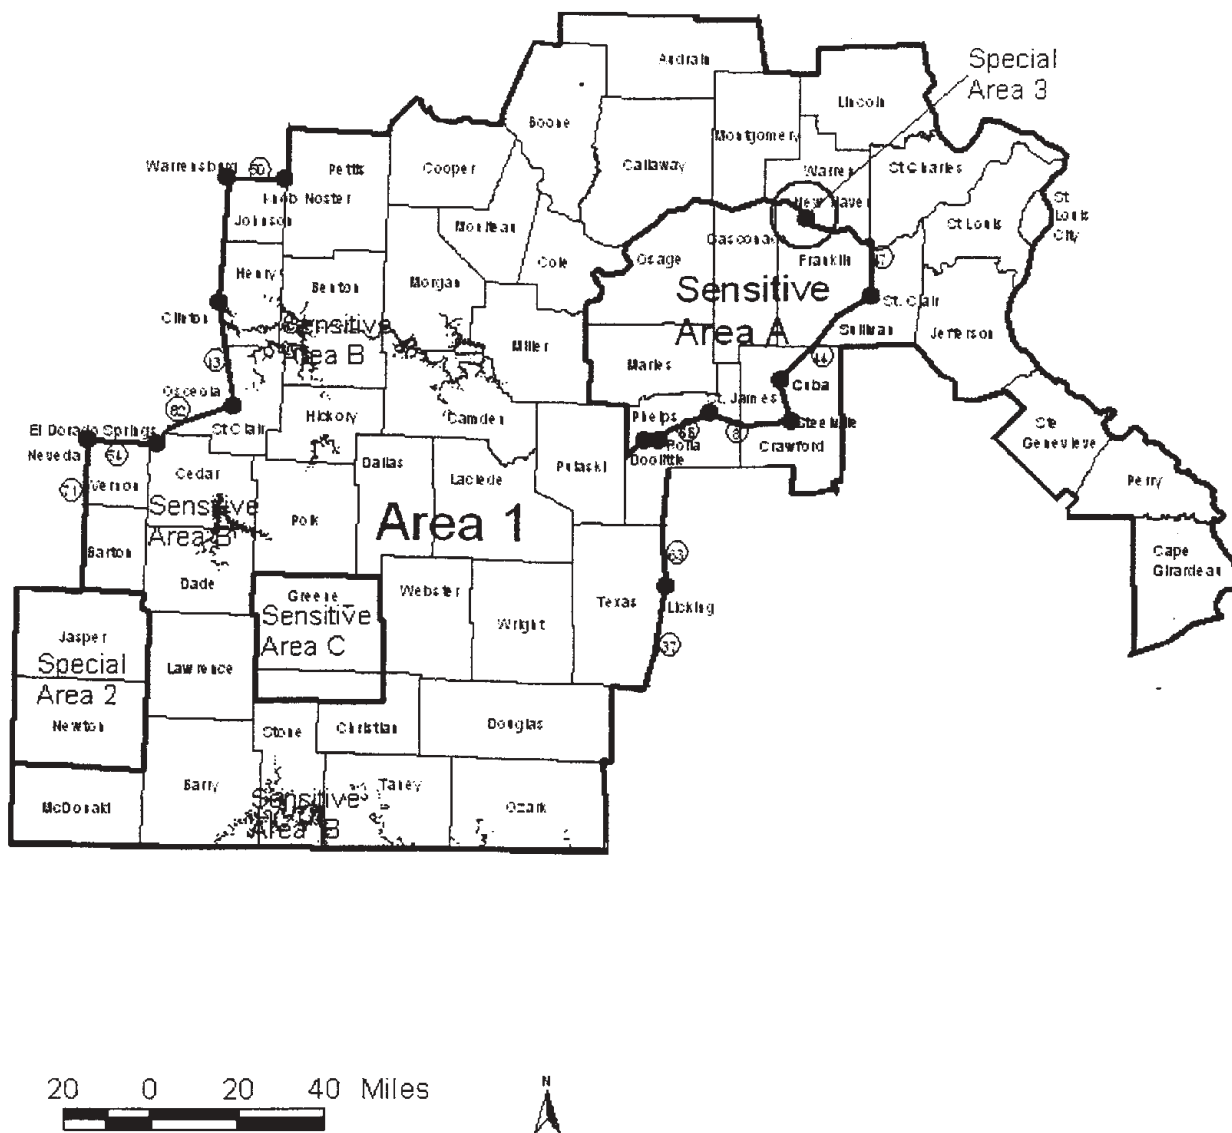 Special
Area 3
Audrain
Lincoln
Boone
Montgomery
Callaway
Warren
St Charles
Warrensburg
50
Pettis
Cooper
Knob Noster
Johnson
New Haven
St
Louis
City
St Louis
Moniteau
Gasconade
Osage
Cole
Franklin
47
Henry
Benton
Morgan
Sensitive
Area A
St. Clair
Clinton
Sensitive
Area B
Miller
Sullivan
Jefferson
13
Maries
44
Osceola
82
Cuba
St. James
Hickory
Camden
St Clair
Phelps
Steelville
El Dorado Springs
Nevada
54
68
8
Rolla
Doolittle
Crawford
Ste
Genevieve
Dallas
Pulaski
Cedar
Laclede
71
Vernon
Perry
Sensitive
Area B
Polk
Area 1
Barton
63
Cape
Girardeau
Dade
Greene
Webster
Texas
Licking
Sensitive
Area C
Wright
Jasper
Special
Area 2
Lawrence
37
Newton
Stone
Christian
Douglas
Barry
Taney
McDonald
Sensitive
Area B
Ozark
20 0 20 40 Miles
N